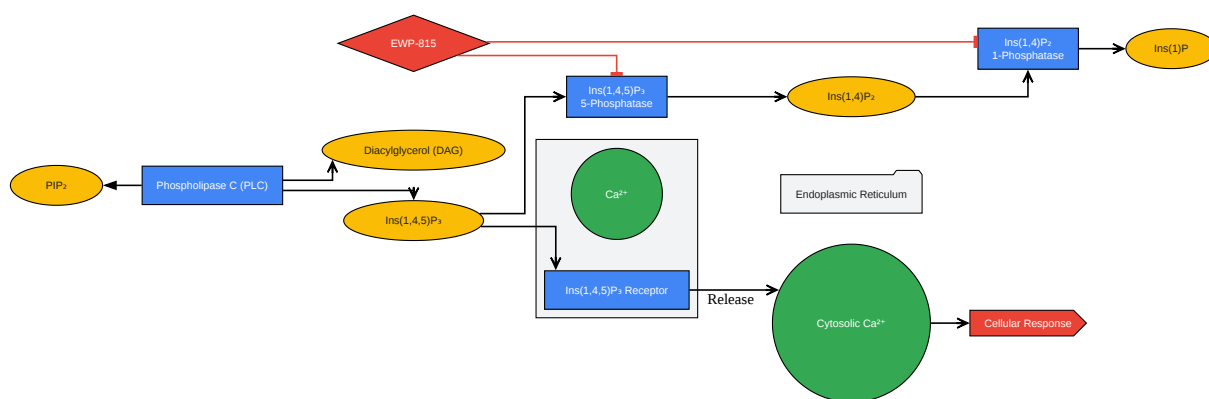 EWP-815
Ins(1,4)P₂
1-Phosphatase
Ins(1)P
Ins(1,4,5)P₃
5-Phosphatase
Ins(1,4)P₂
Diacylglycerol (DAG)
PIP₂
Phospholipase C (PLC)
Ca²⁺
Endoplasmic Reticulum
Ins(1,4,5)P₃
Ins(1,4,5)P₃ Receptor
Release
Cytosolic Ca²⁺
Cellular Response